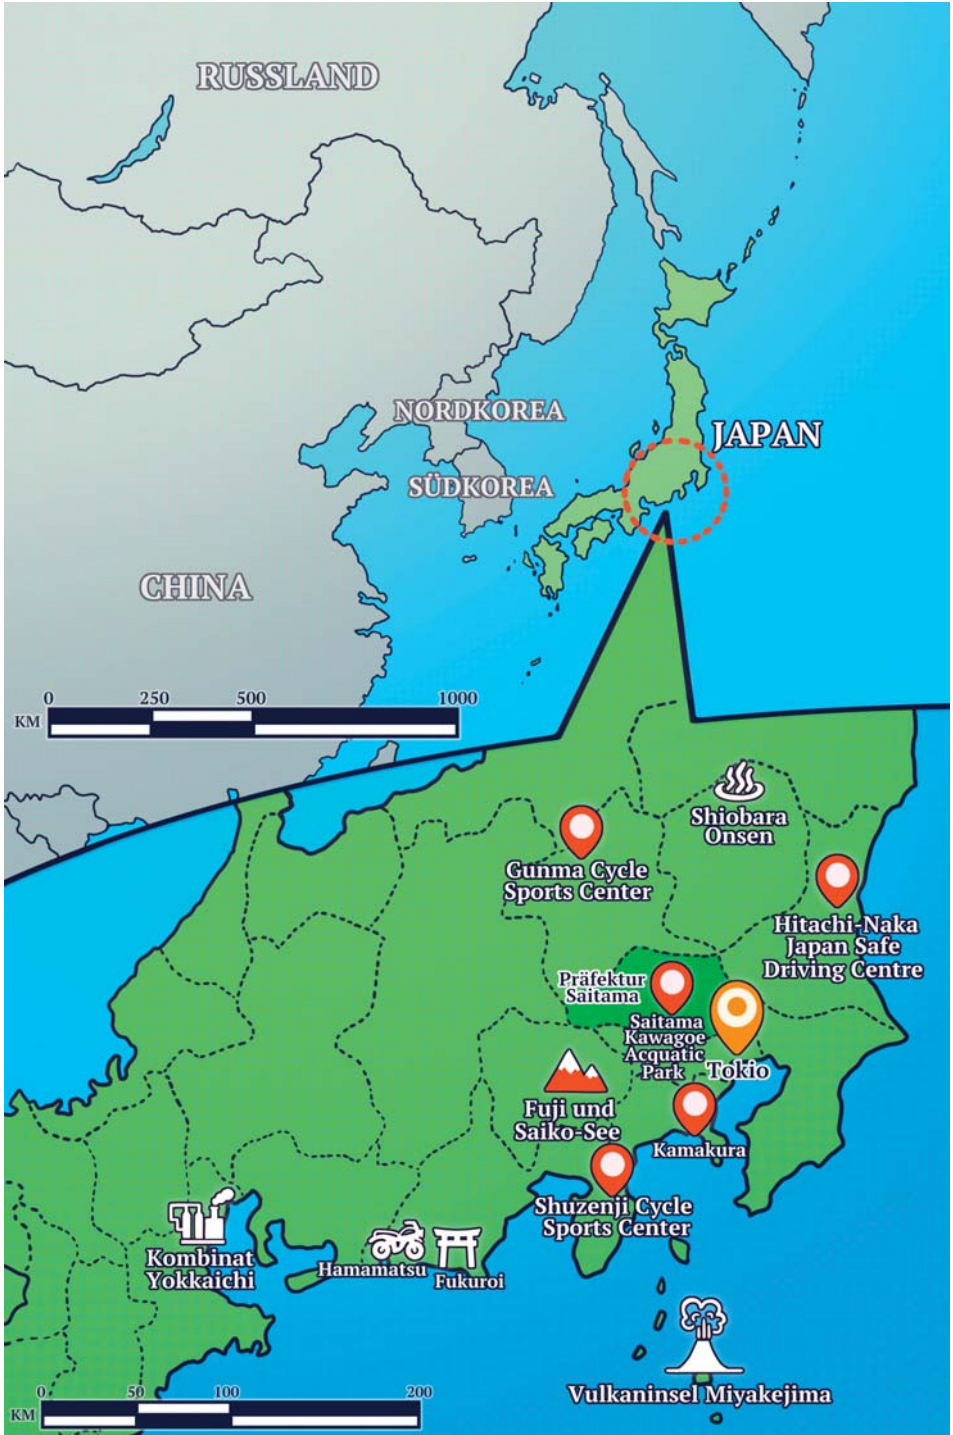 RUSSLAND
NORDKOREA
JAPAN
SÜDKOREA
CHINA
0 250 500 1000
KM
Shiobara
Onsen
Gunma Cycle
Sports Center
Hitachi-Naka
Japan Safe
Driving Centre
Präfektur
Saitama
Saitama
Kawagoe
Acquatic
Park
Tokio
Fuji und
Saiko-See
Kamakura
Shuzenji Cycle
Sports Center
Kombinat
Yokkaichi
Hamamatsu
Fukuroi
Vulkaninsel Miyakejima
0 50 100 200
KM